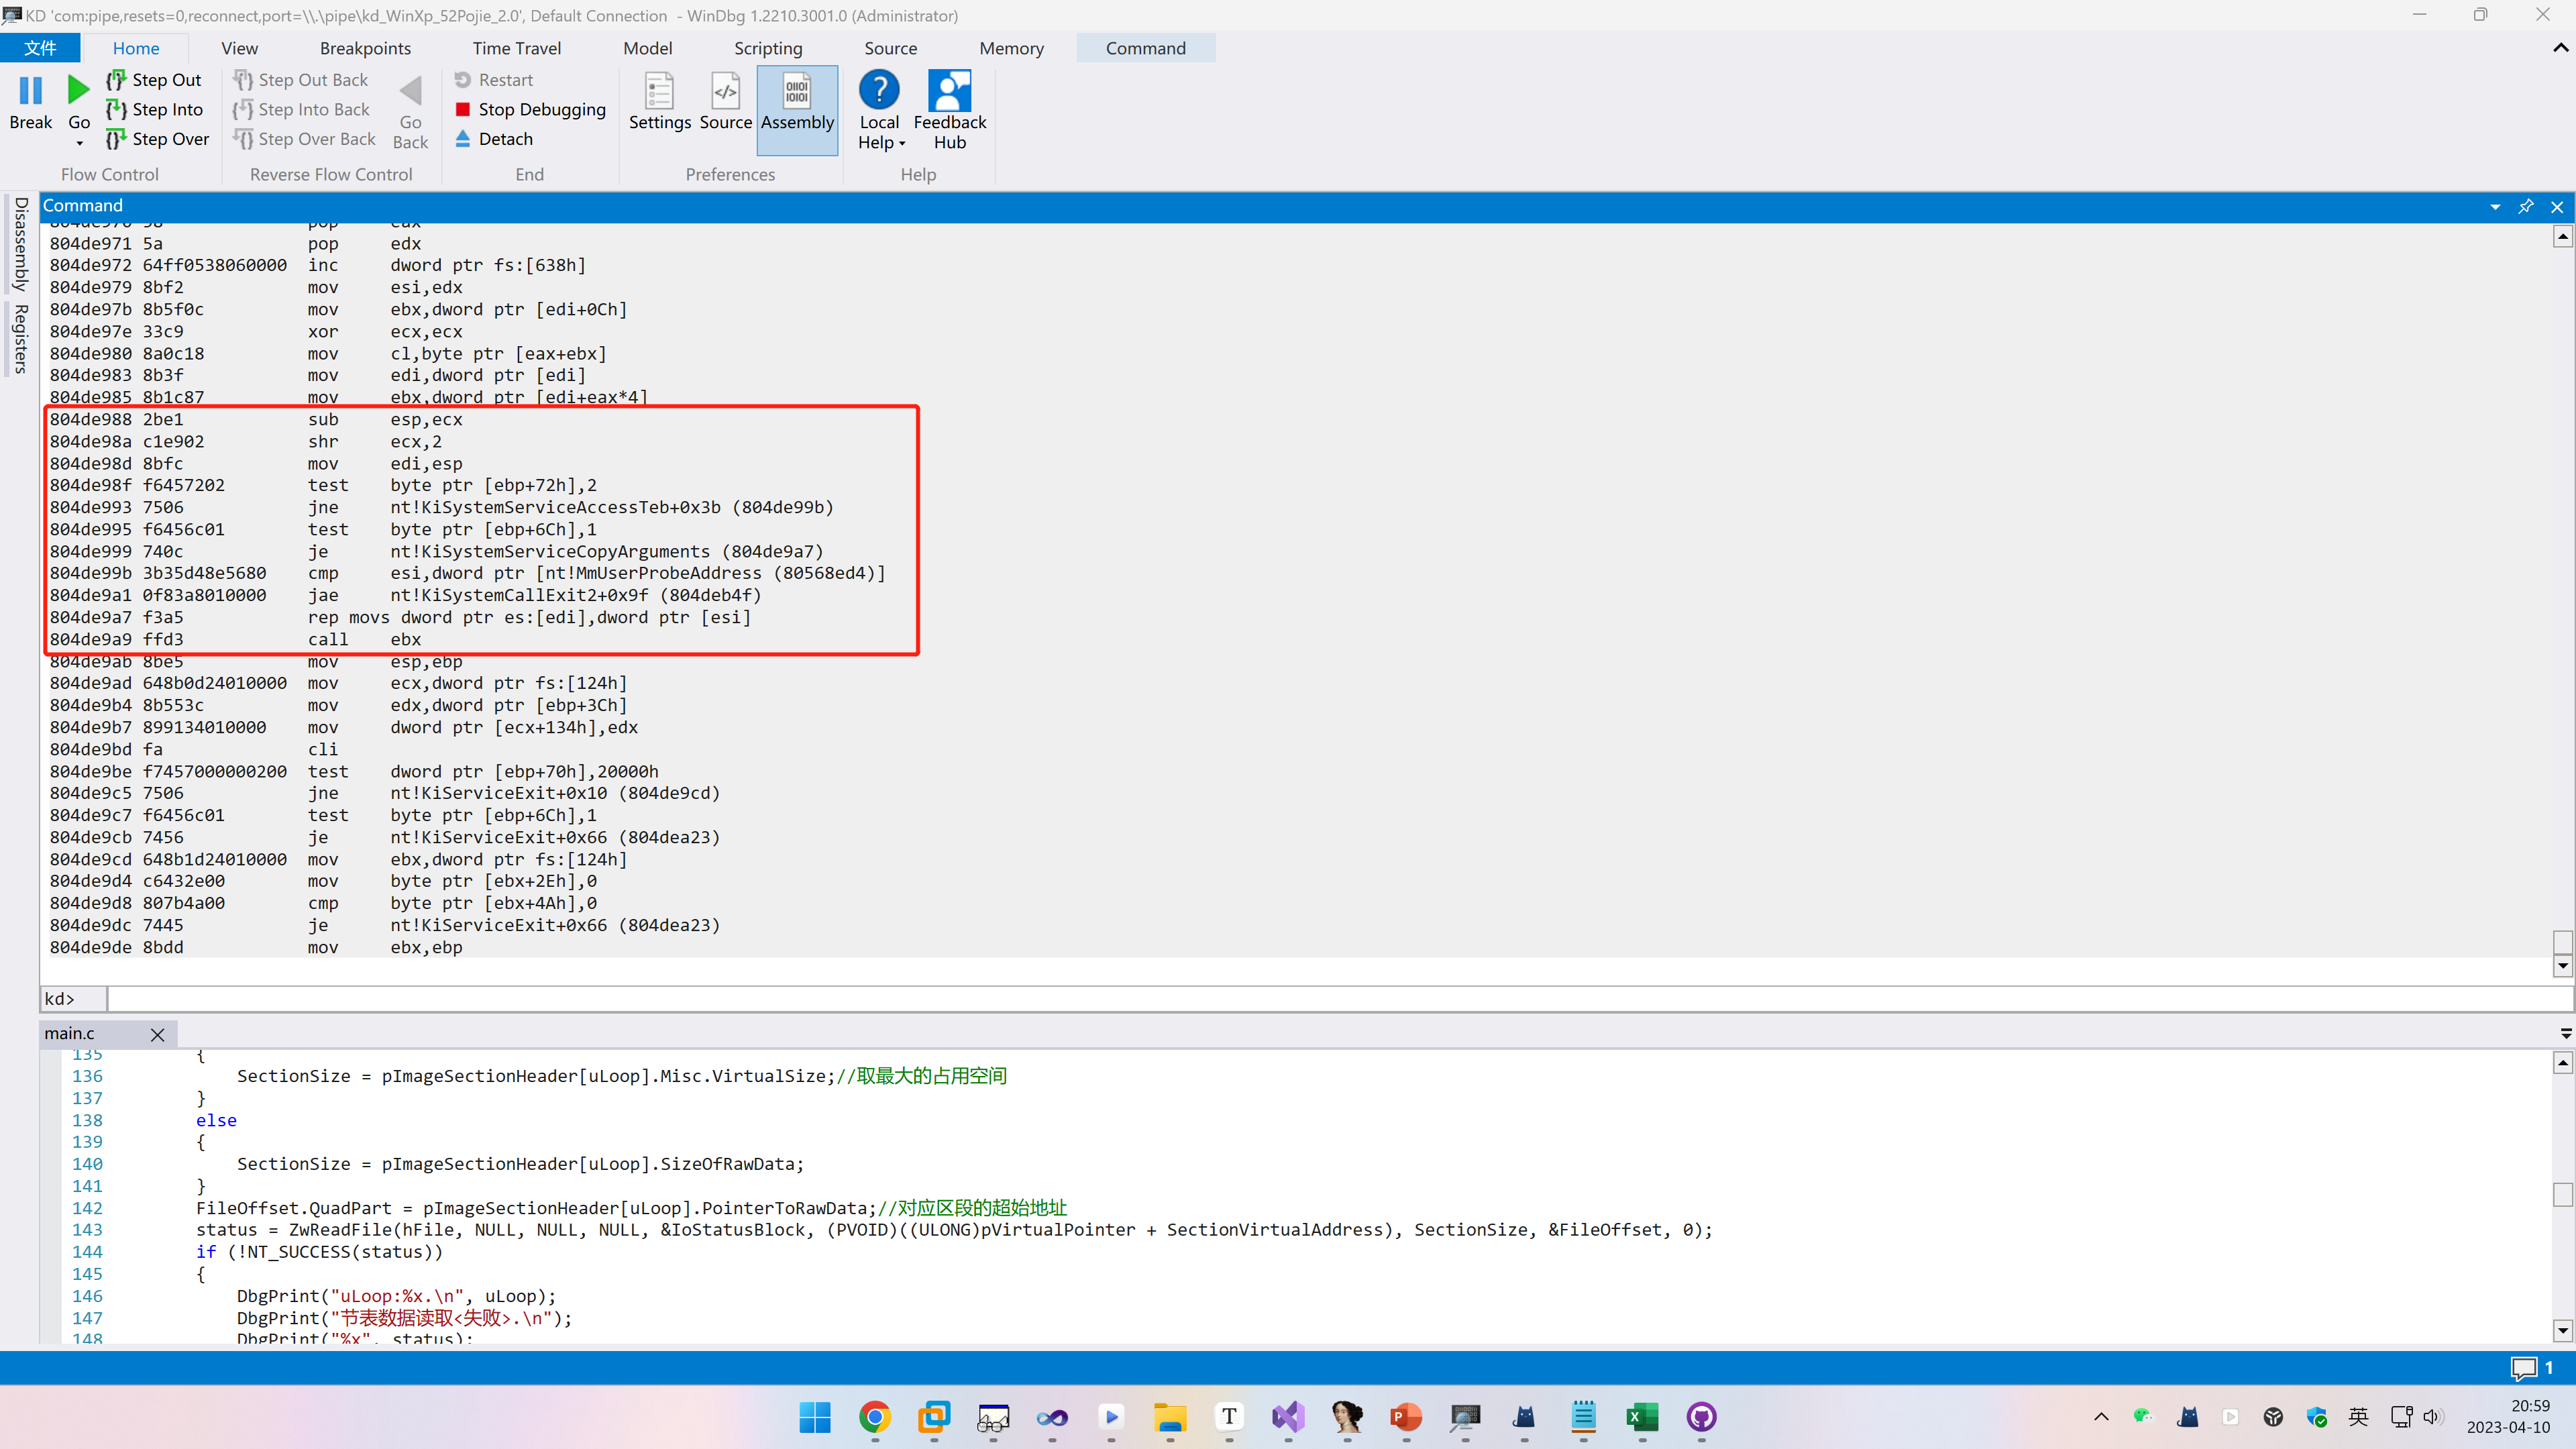 KD 'com:pipe,resets=0,reconnect,port=\\.\pipe\kd_WinXp_52Pojie_2.0', Default Connection - WinDbg 1.2210.3001.0 (Administrator)
文件 Home View Breakpoints Time Travel Model Scripting Source Memory Command
Break
Go
Step Out
Step Into
Step Over
Flow Control
Step Out Back
Step Into Back
Step Over Back
Go Back
Reverse Flow Control
Restart
Stop Debugging
Detach
End
Settings Source Assembly
Preferences
Local Help
Feedback Hub
Help
Disassembly
Registers
Command
804de970 58 pop eax
804de971 5a pop edx
804de972 64ff0538060000 inc dword ptr fs:[638h]
804de979 8bf2 mov esi,edx
804de97b 8b5f0c mov ebx,dword ptr [edi+0Ch]
804de97e 33c9 xor ecx,ecx
804de980 8a0c18 mov cl,byte ptr [eax+ebx]
804de983 8b3f mov edi,dword ptr [edi]
804de985 8b1c87 mov ebx,dword ptr [edi+eax*4]
804de988 2be1 sub esp,ecx
804de98a c1e902 shr ecx,2
804de98d 8bfc mov edi,esp
804de98f f6457202 test byte ptr [ebp+72h],2
804de993 7506 jne nt!KiSystemServiceAccessTeb+0x3b (804de99b)
804de995 f6456c01 test byte ptr [ebp+6Ch],1
804de999 740c je nt!KiSystemServiceCopyArguments (804de9a7)
804de99b 3b35d48e5680 cmp esi,dword ptr [nt!MmUserProbeAddress (80568ed4)]
804de9a1 0f83a8010000 jae nt!KiSystemCallExit2+0x9f (804deb4f)
804de9a7 f3a5 rep movs dword ptr es:[edi],dword ptr [esi]
804de9a9 ffd3 call ebx
804de9ab 8be5 mov esp,ebp
804de9ad 648b0d24010000 mov ecx,dword ptr fs:[124h]
804de9b4 8b553c mov edx,dword ptr [ebp+3Ch]
804de9b7 899134010000 mov dword ptr [ecx+134h],edx
804de9bd fa cli
804de9be f7457000000200 test dword ptr [ebp+70h],20000h
804de9c5 7506 jne nt!KiServiceExit+0x10 (804de9cd)
804de9c7 f6456c01 test byte ptr [ebp+6Ch],1
804de9cb 7456 je nt!KiServiceExit+0x66 (804dea23)
804de9cd 648b1d24010000 mov ebx,dword ptr fs:[124h]
804de9d4 c6432e00 mov byte ptr [ebx+2Eh],0
804de9d8 807b4a00 cmp byte ptr [ebx+4Ah],0
804de9dc 7445 je nt!KiServiceExit+0x66 (804dea23)
804de9de 8bdd mov ebx,ebp
kd>
main.c
135 {
136 SectionSize = pImageSectionHeader[uLoop].Misc.VirtualSize;//取最大的占用空间
137 }
138 else
139 {
140 SectionSize = pImageSectionHeader[uLoop].SizeOfRawData;
141 }
142 FileOffset.QuadPart = pImageSectionHeader[uLoop].PointerToRawData;//对应区段的超始地址
143 status = ZwReadFile(hFile, NULL, NULL, NULL, &IoStatusBlock, (PVOID)((ULONG)pVirtualPointer + SectionVirtualAddress), SectionSize, &FileOffset, 0);
144 if (!NT_SUCCESS(status))
145 {
146 DbgPrint("uLoop:%x.\n", uLoop);
147 DbgPrint("节表数据读取<失败>.\n");
148 DbgPrint("%x", status);
1
英
20:59
2023-04-10